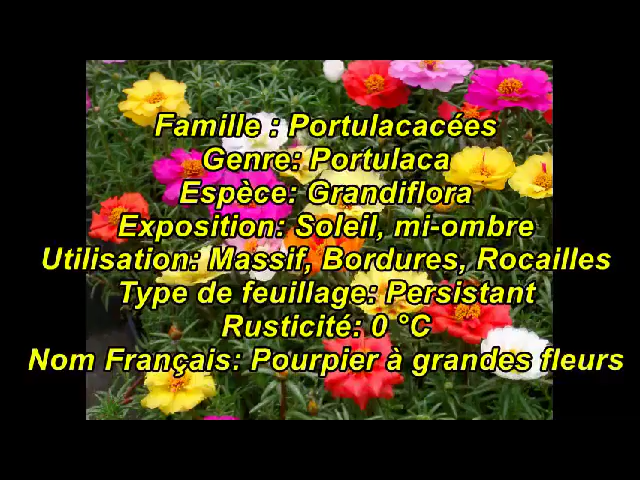 Famille : Portulacacées
Genre: Portulaca
Espèce: Grandiflora
Exposition: Soleil, mi-ombre
Utilisation: Massif, Bordures, Rocailles
Type de feuillage: Persistant
Rusticité: 0 °C
Nom Français: Pourpier à grandes fleurs